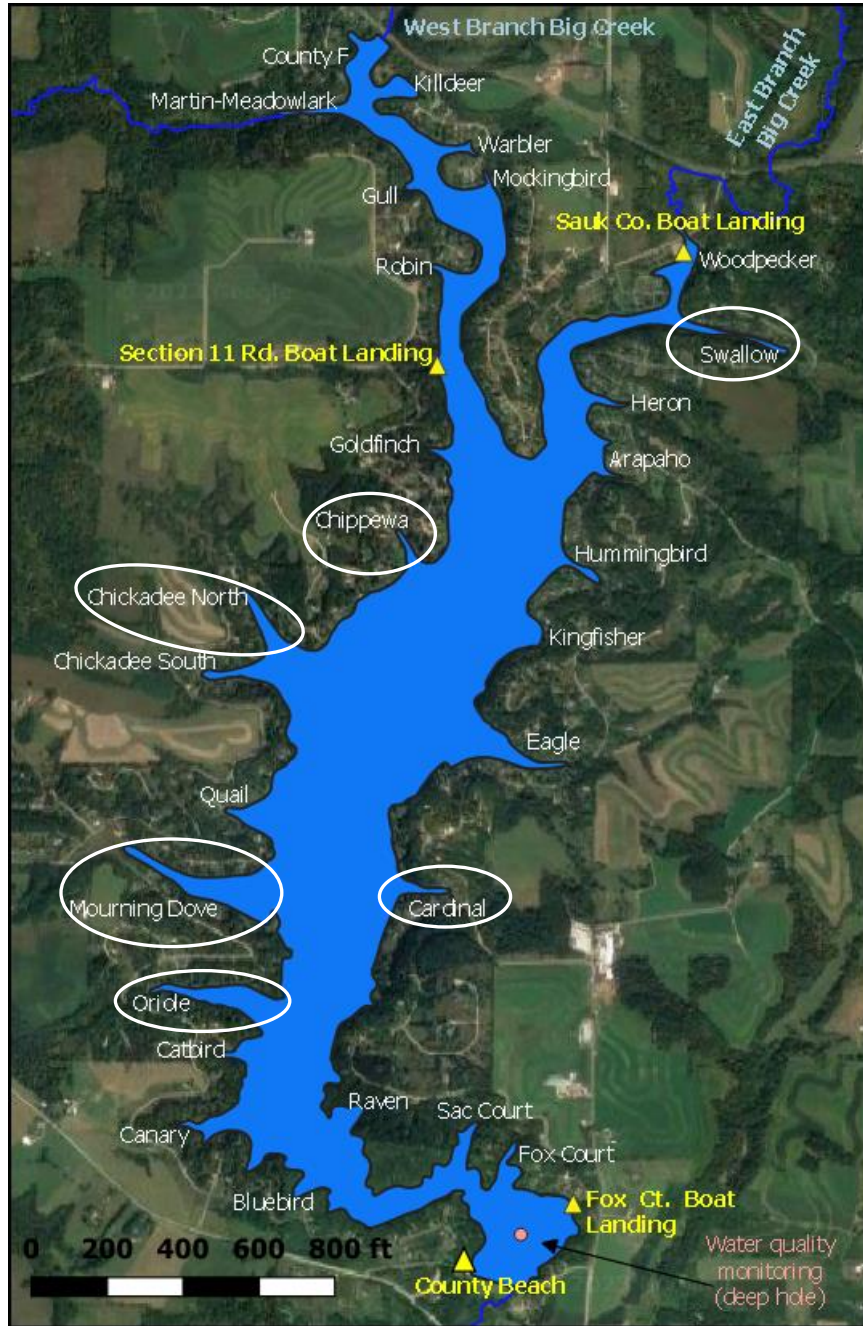 West Branch Big Creek
County F
Killdeer
Martin-Meadowlark
East Branch
Big Creek
Warbler
Mockingbird
Gull
Sauk Co. Boat Landing
Robin
Woodpecker
Section 11 Rd. Boat Landing
Swallow
Heron
Goldfinch
Arapaho
Chippewa
Hummingbird
Chickadee North
Kingfisher
Chickadee South
Eagle
Quail
Mourning Dove
Cardinal
Oriole
Catbird
Raven
Sac Court
Canary
Fox Court
Bluebird
Fox Ct. Boat
Landing
0 200 400 600 800 ft
Water quality
monitoring
(deep hole)
County Beach